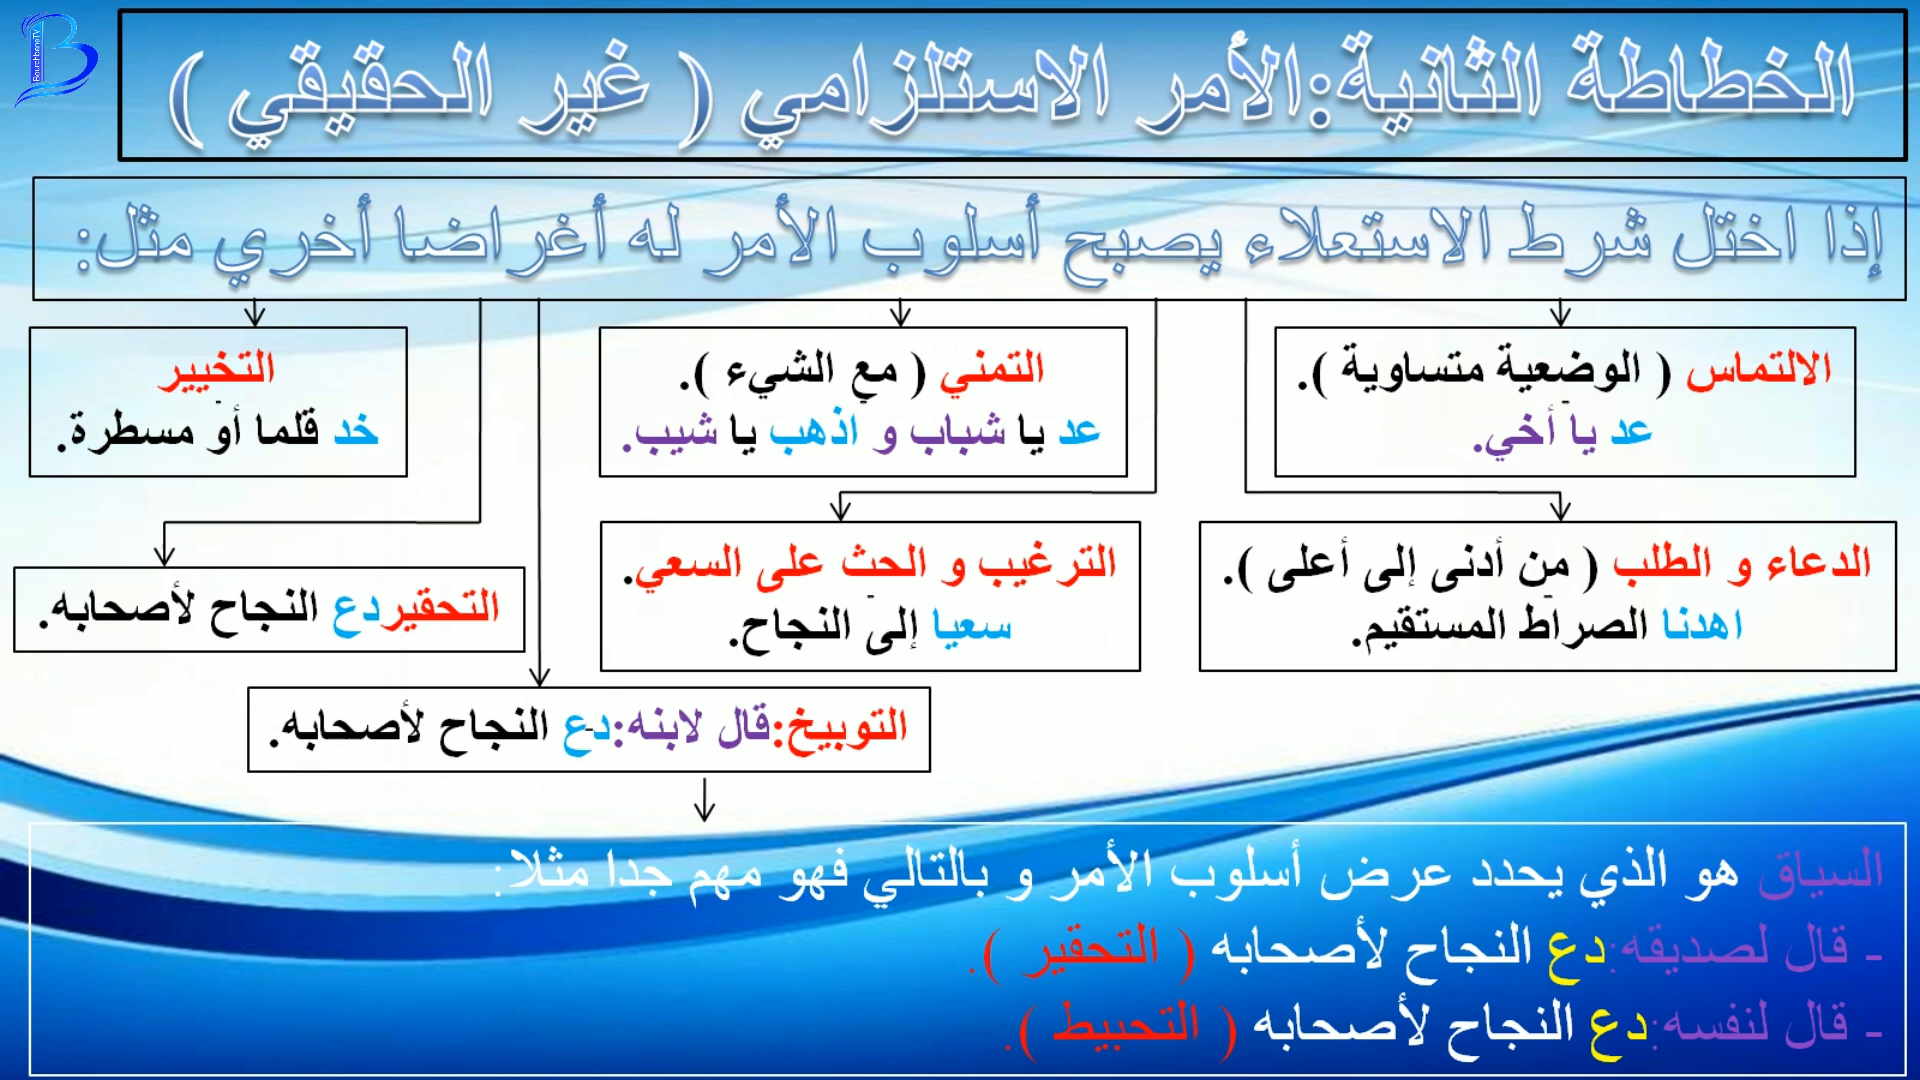 BourchbaneTV
الخطاطة الثانية:الأمر الاستلزامي ( غير الحقيقي )
إذا اختل شرط الاستعلاء يصبح أسلوب الأمر له أغراضا أخري مثل:
الالتماس ( الوضعية متساوية ).
عد يا أخي.
التمني ( مع الشيء ).
عد يا شباب و اذهب يا شيب.
التخيير
خد قلما أو مسطرة.
الدعاء و الطلب ( من أدنى إلى أعلى ).
اهدنا الصراط المستقيم.
الترغيب و الحث على السعي.
سعيا إلى النجاح.
التحقيردع النجاح لأصحابه.
التوبيخ:قال لابنه:دع النجاح لأصحابه.
السياق هو الذي يحدد عرض أسلوب الأمر و بالتالي فهو مهم جدا مثلا:
- قال لصديقه:دع النجاح لأصحابه ( التحقير ).
- قال لنفسه:دع النجاح لأصحابه ( التحبيط ).